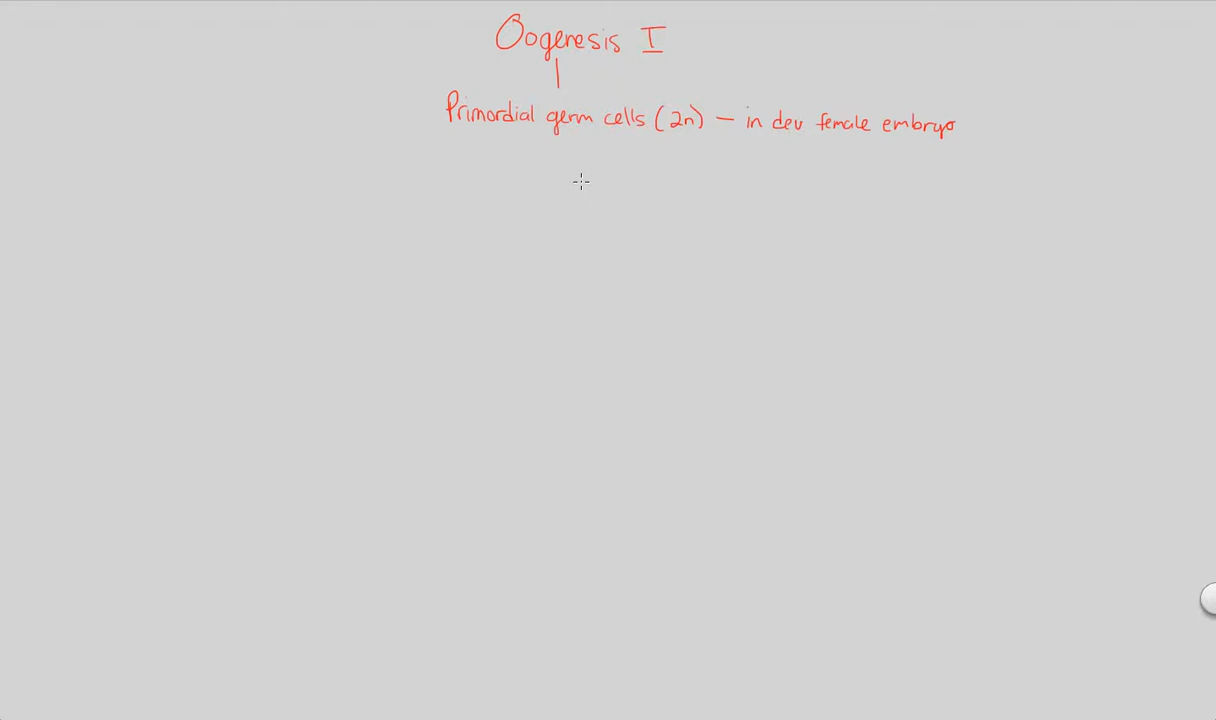 Oogenesis I
Primordial germ cells (2n) – in dev female embryo